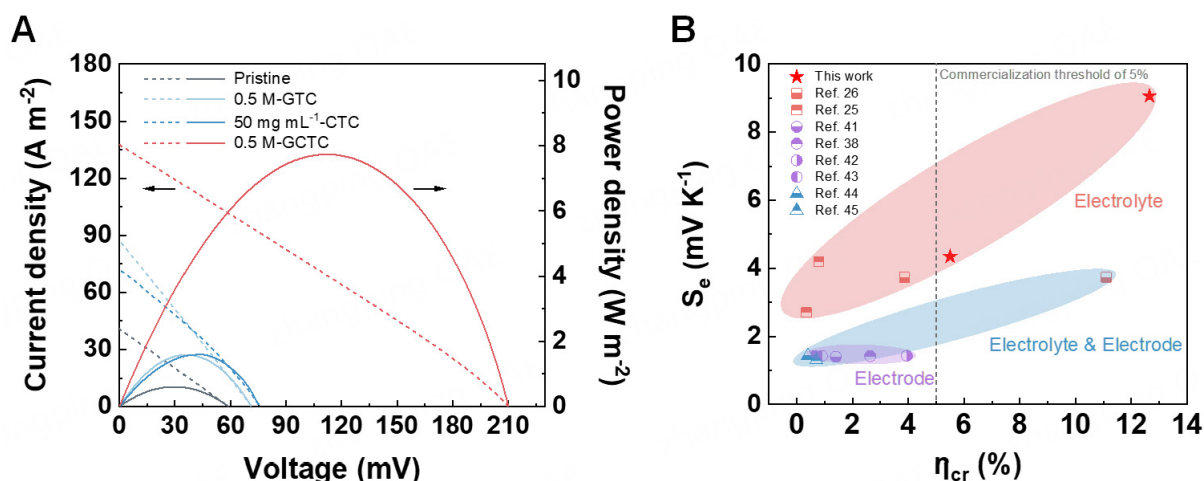 A
Current density (A m⁻²)
180
150
120
90
60
30
0
Pristine
0.5 M-GTC
50 mg mL⁻¹-CTC
0.5 M-GCTC
10
8
6
4
2
0
Power density (W m⁻²)
0 30 60 90 120 150 180 210
Voltage (mV)
B
Sₑ (mV K⁻¹)
10
8
6
4
2
0
This work
Ref. 26
Ref. 25
Ref. 41
Ref. 38
Ref. 42
Ref. 43
Ref. 44
Ref. 45
Commercialization threshold of 5%
Electrolyte
Electrolyte & Electrode
Electrode
0 2 4 6 8 10 12 14
η_cr (%)